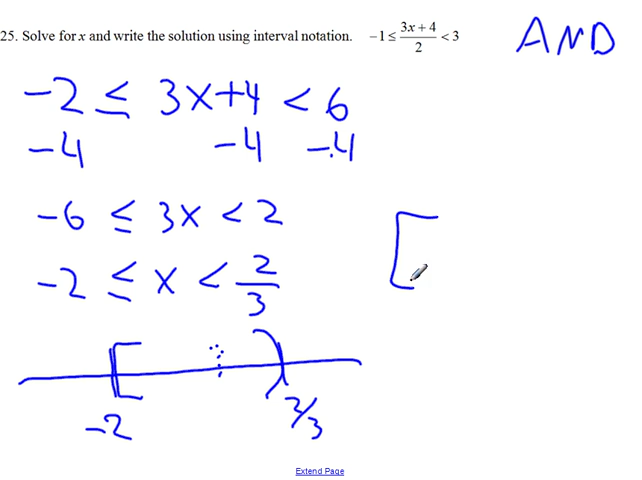 25. Solve for x and write the solution using interval notation. -1 ≤ (3x + 4)/2 < 3
AND
-2 ≤ 3x+4 < 6
-4 -4 -4
-6 ≤ 3x < 2
-2 ≤ x < 2/3
[
[ )
-2 2/3
Extend Page